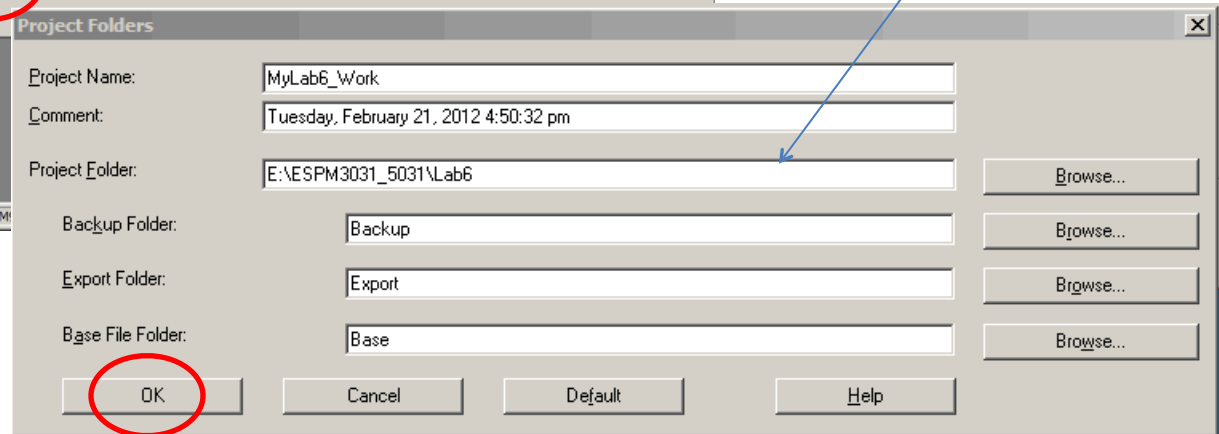 Project Folders
Project Name: MyLab6_Work
Comment: Tuesday, February 21, 2012 4:50:32 pm
Project Folder: E:\ESPM3031_5031\Lab6 Browse...
Backup Folder: Backup Browse...
Export Folder: Export Browse...
Base File Folder: Base Browse...
OK Cancel Default Help